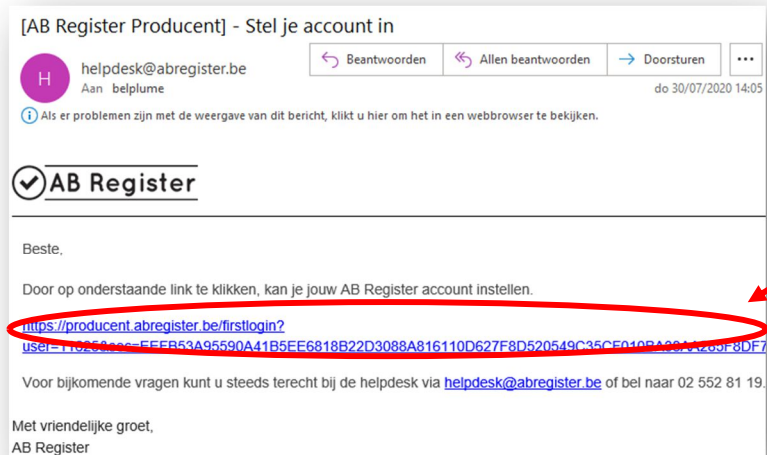 [AB Register Producent] - Stel je account in
H
helpdesk@abregister.be
Aan belplume
Beantwoorden
Allen beantwoorden
Doorsturen
do 30/07/2020 14:05
Als er problemen zijn met de weergave van dit bericht, klikt u hier om het in een webbrowser te bekijken.
AB Register
Beste,
Door op onderstaande link te klikken, kan je jouw AB Register account instellen.
https://producent.abregister.be/firstlogin?
Voor bijkomende vragen kunt u steeds terecht bij de helpdesk via helpdesk@abregister.be of bel naar 02 552 81 19.
Met vriendelijke groet,
AB Register